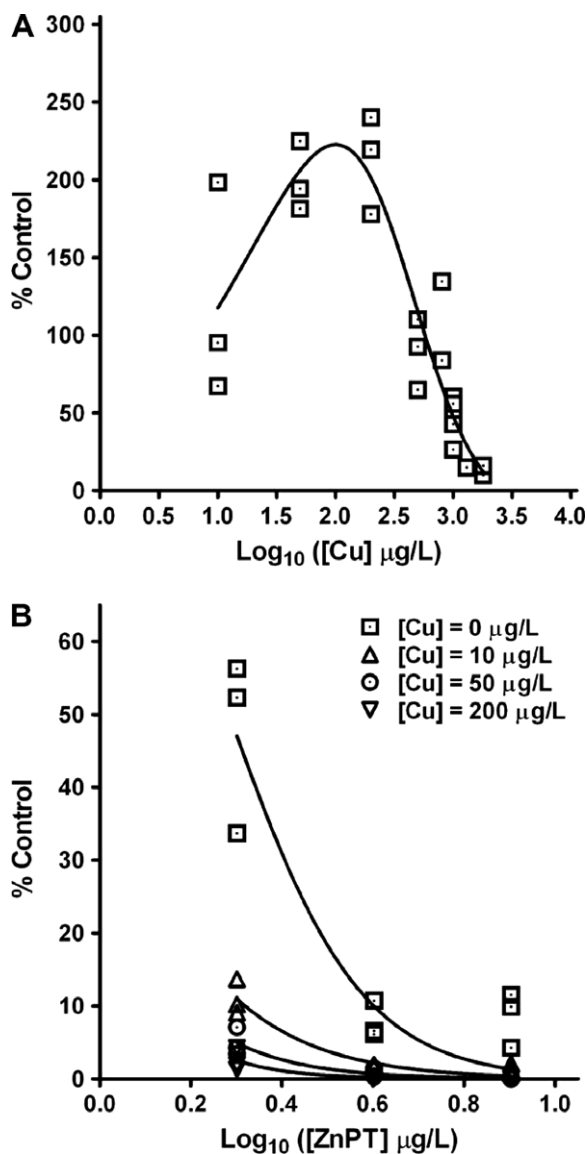 A
300
250
200
150
100
50
0
% Control
0.0 0.5 1.0 1.5 2.0 2.5 3.0 3.5 4.0
Log₁₀ ([Cu] μg/L)
B
[Cu] = 0 μg/L
[Cu] = 10 μg/L
[Cu] = 50 μg/L
[Cu] = 200 μg/L
60
50
40
30
20
10
0
% Control
0.0 0.2 0.4 0.6 0.8 1.0
Log₁₀ ([ZnPT] μg/L)